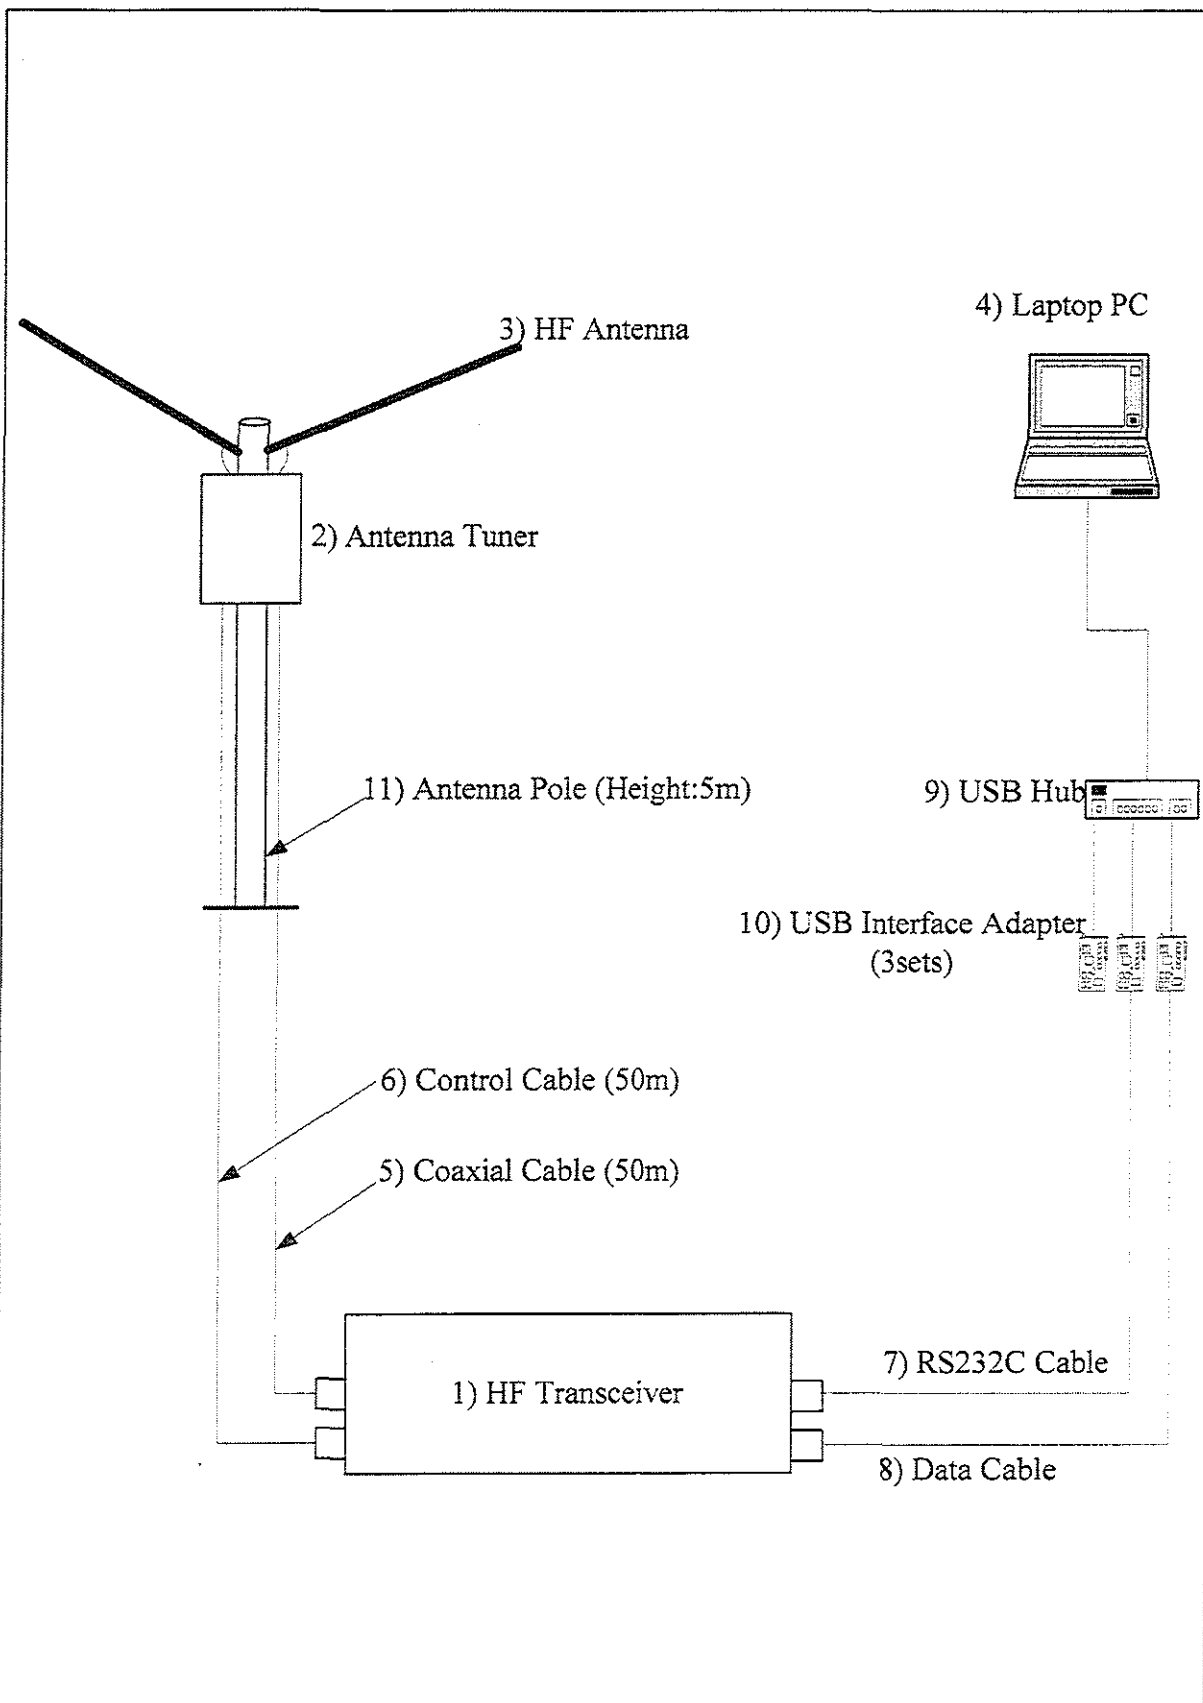 4) Laptop PC
3) HF Antenna
2) Antenna Tuner
11) Antenna Pole (Height:5m)
9) USB Hub
10) USB Interface Adapter
(3sets)
6) Control Cable (50m)
5) Coaxial Cable (50m)
7) RS232C Cable
1) HF Transceiver
8) Data Cable